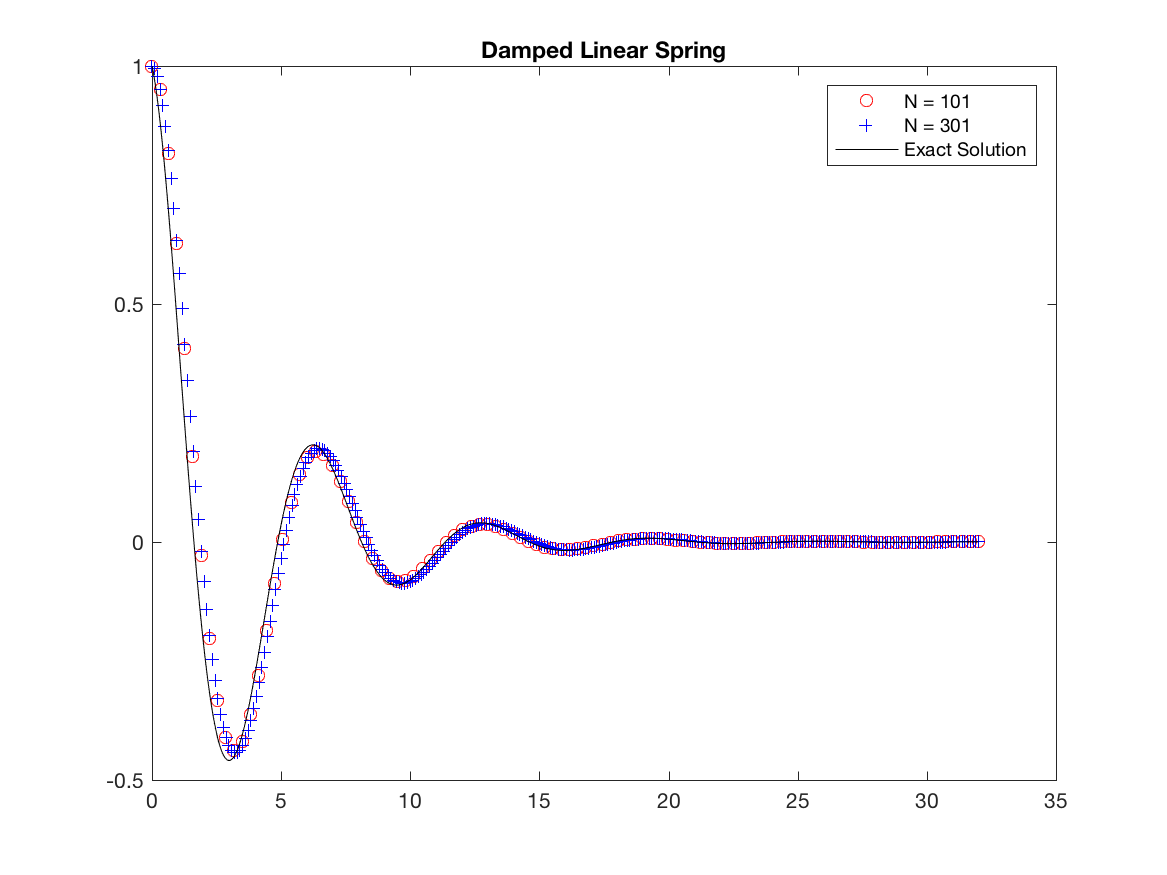 Damped Linear Spring
N = 101
N = 301
Exact Solution
1
0.5
0
-0.5
0 5 10 15 20 25 30 35